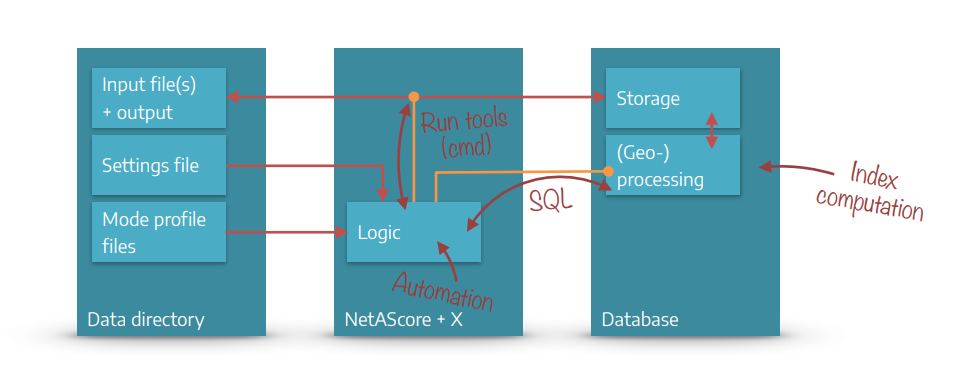 Input file(s)
+ output
Settings file
Mode profile
files
Data directory
Run tools
(cmd)
Logic
Automation
NetAScore + X
SQL
Storage
(Geo-)
processing
Database
Index
computation